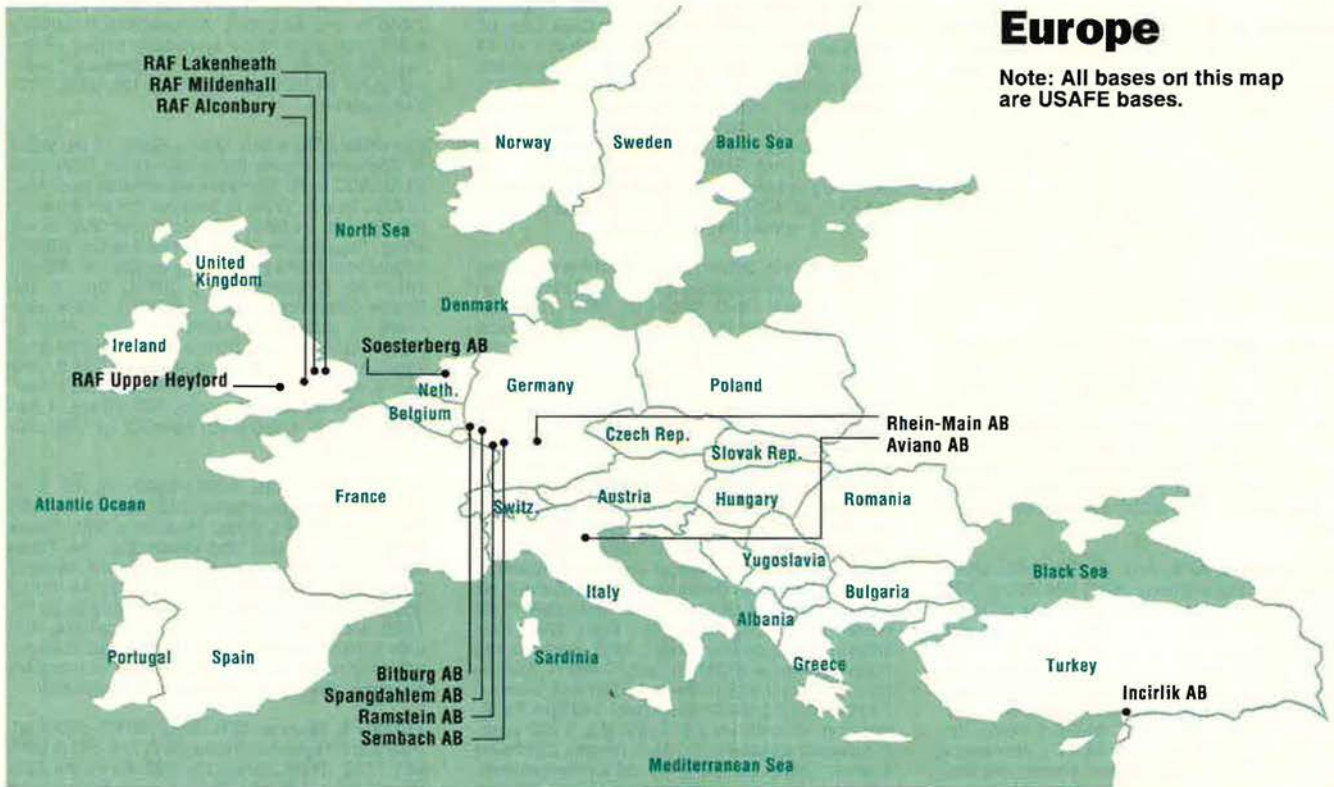 Europe
Note: All bases on this map
are USAFE bases.
RAF Lakenheath
RAF Mildenhall
RAF Alconbury
Norway
Sweden
Baltic Sea
North Sea
United
Kingdom
Denmark
Ireland
Soesterberg AB
RAF Upper Heyford
Neth.
Germany
Poland
Belgium
Rhein-Main AB
Aviano AB
Czech Rep.
Slovak Rep.
Atlantic Ocean
France
Switz.
Austria
Hungary
Romania
Yugoslavia
Black Sea
Italy
Bulgaria
Albania
Portugal
Spain
Sardinia
Greece
Turkey
Bitburg AB
Spangdahlem AB
Ramstein AB
Sembach AB
Incirlik AB
Mediterranean Sea